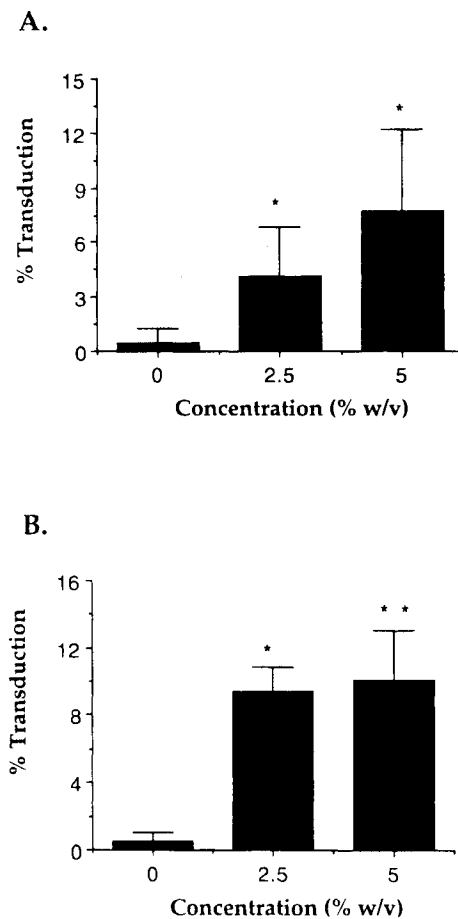 A.
% Transduction
15
12
9
6
3
0
*
*
0 2.5 5
Concentration (% w/v)
B.
% Transduction
16
12
8
4
0
*
* *
0 2.5 5
Concentration (% w/v)